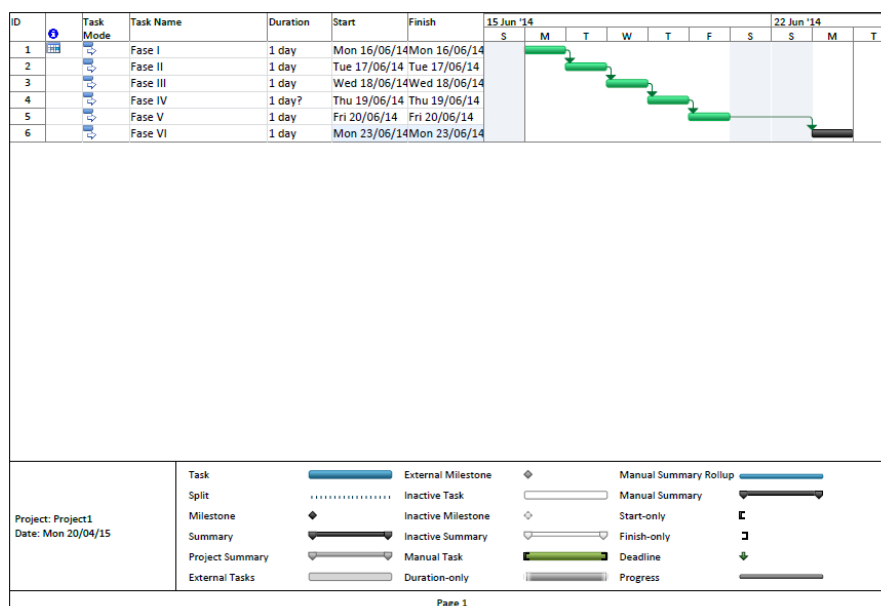 ID Task Mode Task Name Duration Start Finish 15 Jun '14 22 Jun '14
S M T W T F S S M T
1 Fase I 1 day Mon 16/06/14 Mon 16/06/14
2 Fase II 1 day Tue 17/06/14 Tue 17/06/14
3 Fase III 1 day Wed 18/06/14 Wed 18/06/14
4 Fase IV 1 day? Thu 19/06/14 Thu 19/06/14
5 Fase V 1 day Fri 20/06/14 Fri 20/06/14
6 Fase VI 1 day Mon 23/06/14 Mon 23/06/14
Project: Project1
Date: Mon 20/04/15
Task External Milestone Manual Summary Rollup
Split Inactive Task Manual Summary
Milestone Inactive Milestone Start-only
Summary Inactive Summary Finish-only
Project Summary Manual Task Deadline
External Tasks Duration-only Progress
Page 1